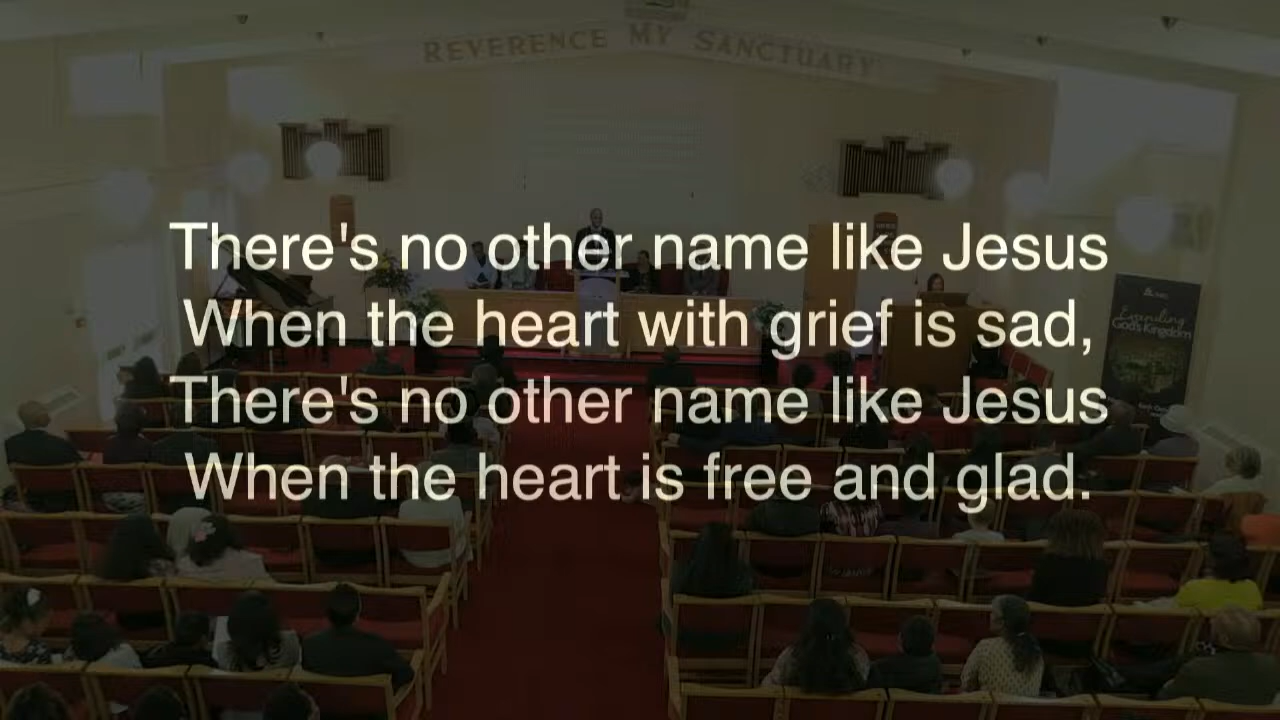 REVERENCE MY SANCTUARY
There's no other name like Jesus
When the heart with grief is sad,
There's no other name like Jesus
When the heart is free and glad.
Expanding
God's Kingdom